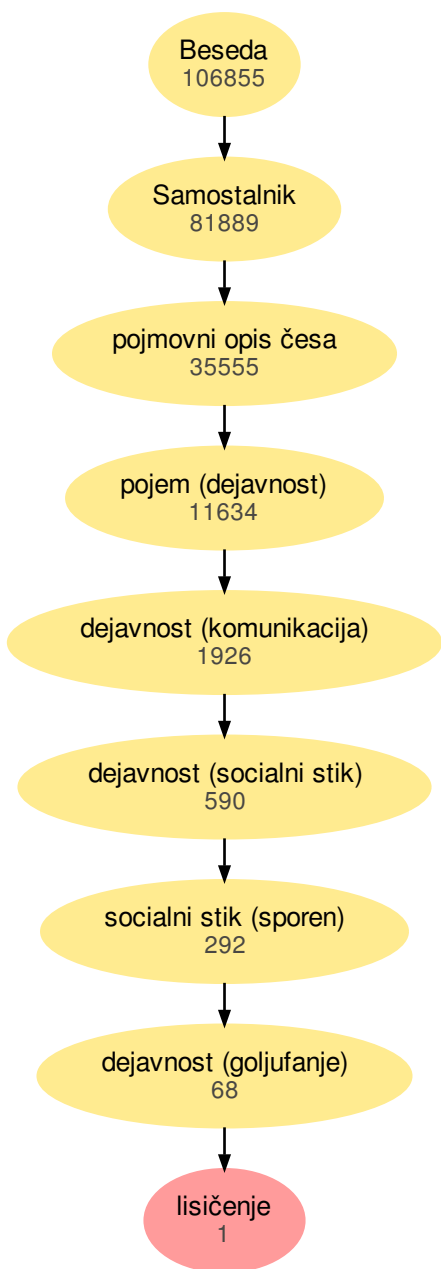 Beseda
106855
Samostalnik
81889
pojmovni opis česa
35555
pojem (dejavnost)
11634
dejavnost (komunikacija)
1926
dejavnost (socialni stik)
590
socialni stik (sporen)
292
dejavnost (goljufanje)
68
lisičenje
1